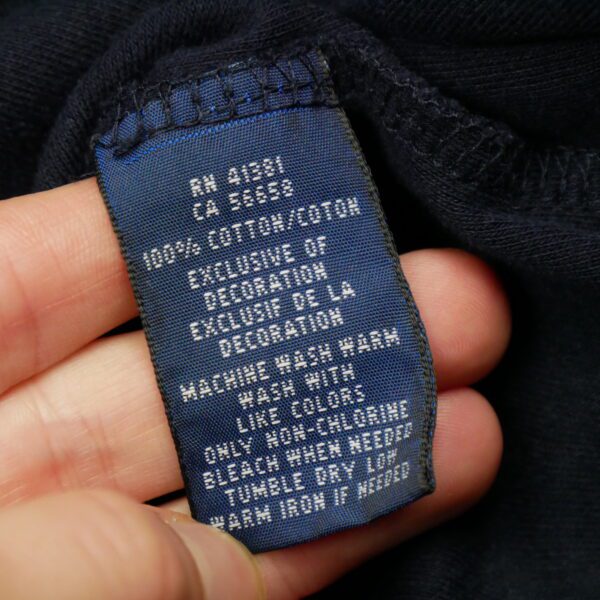 RN 41381
CA 56658
100% COTTON/COTON
EXCLUSIVE OF
DECORATION
EXCLUSIF DE LA
DECORATION
MACHINE WASH WARM
WASH WITH
LIKE COLORS
ONLY NON-CHLORINE
BLEACH WHEN NEEDED
TUMBLE DRY LOW
WARM IRON IF NEEDED